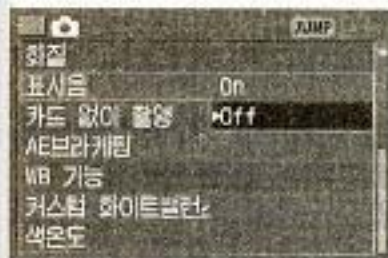 JUMP
화질
표시음 On
카드 없이 촬영 ▸Off
AE브라케팅
WB 기능
커스텀 화이트밸런스
색온도